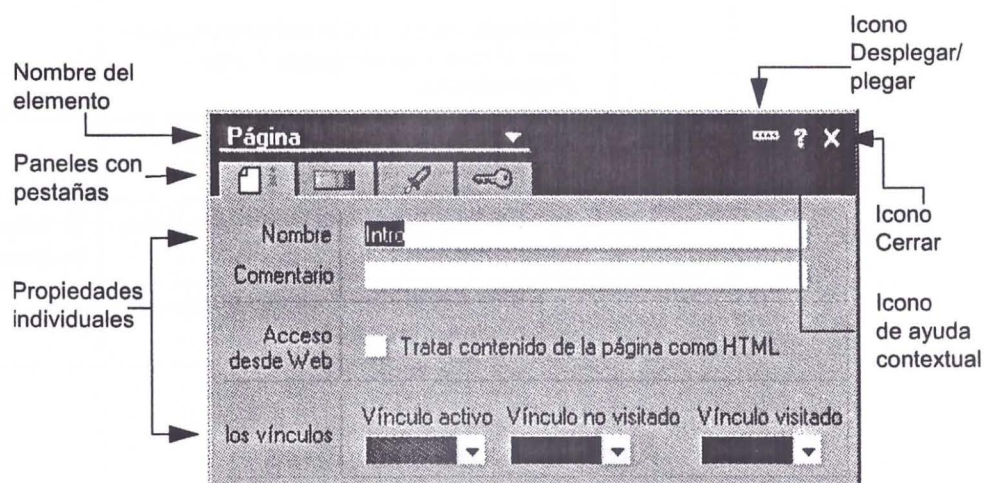 Icono
Desplegar/
plegar
Nombre del
elemento
Página
?
X
Paneles con
pestañas
Icono
Cerrar
Nombre
Intro
Comentario
Propiedades
individuales
Icono
de ayuda
contextual
Acceso
desde Web
Tratar contenido de la página como HTML
los vínculos
Vínculo activo Vínculo no visitado Vínculo visitado